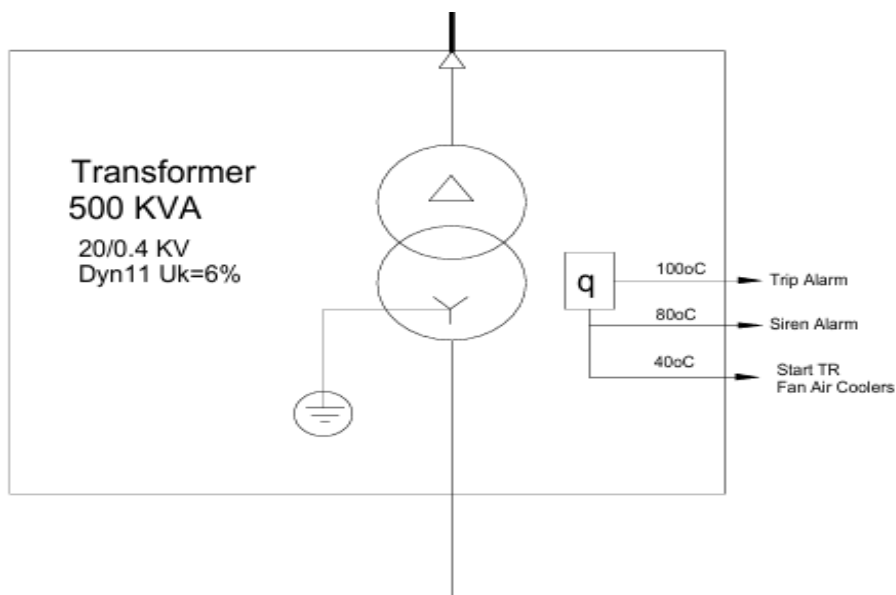 Transformer
500 KVA
20/0.4 KV
Dyn11 Uk=6%
q
100oC
Trip Alarm
80oC
Siren Alarm
40oC
Start TR
Fan Air Coolers